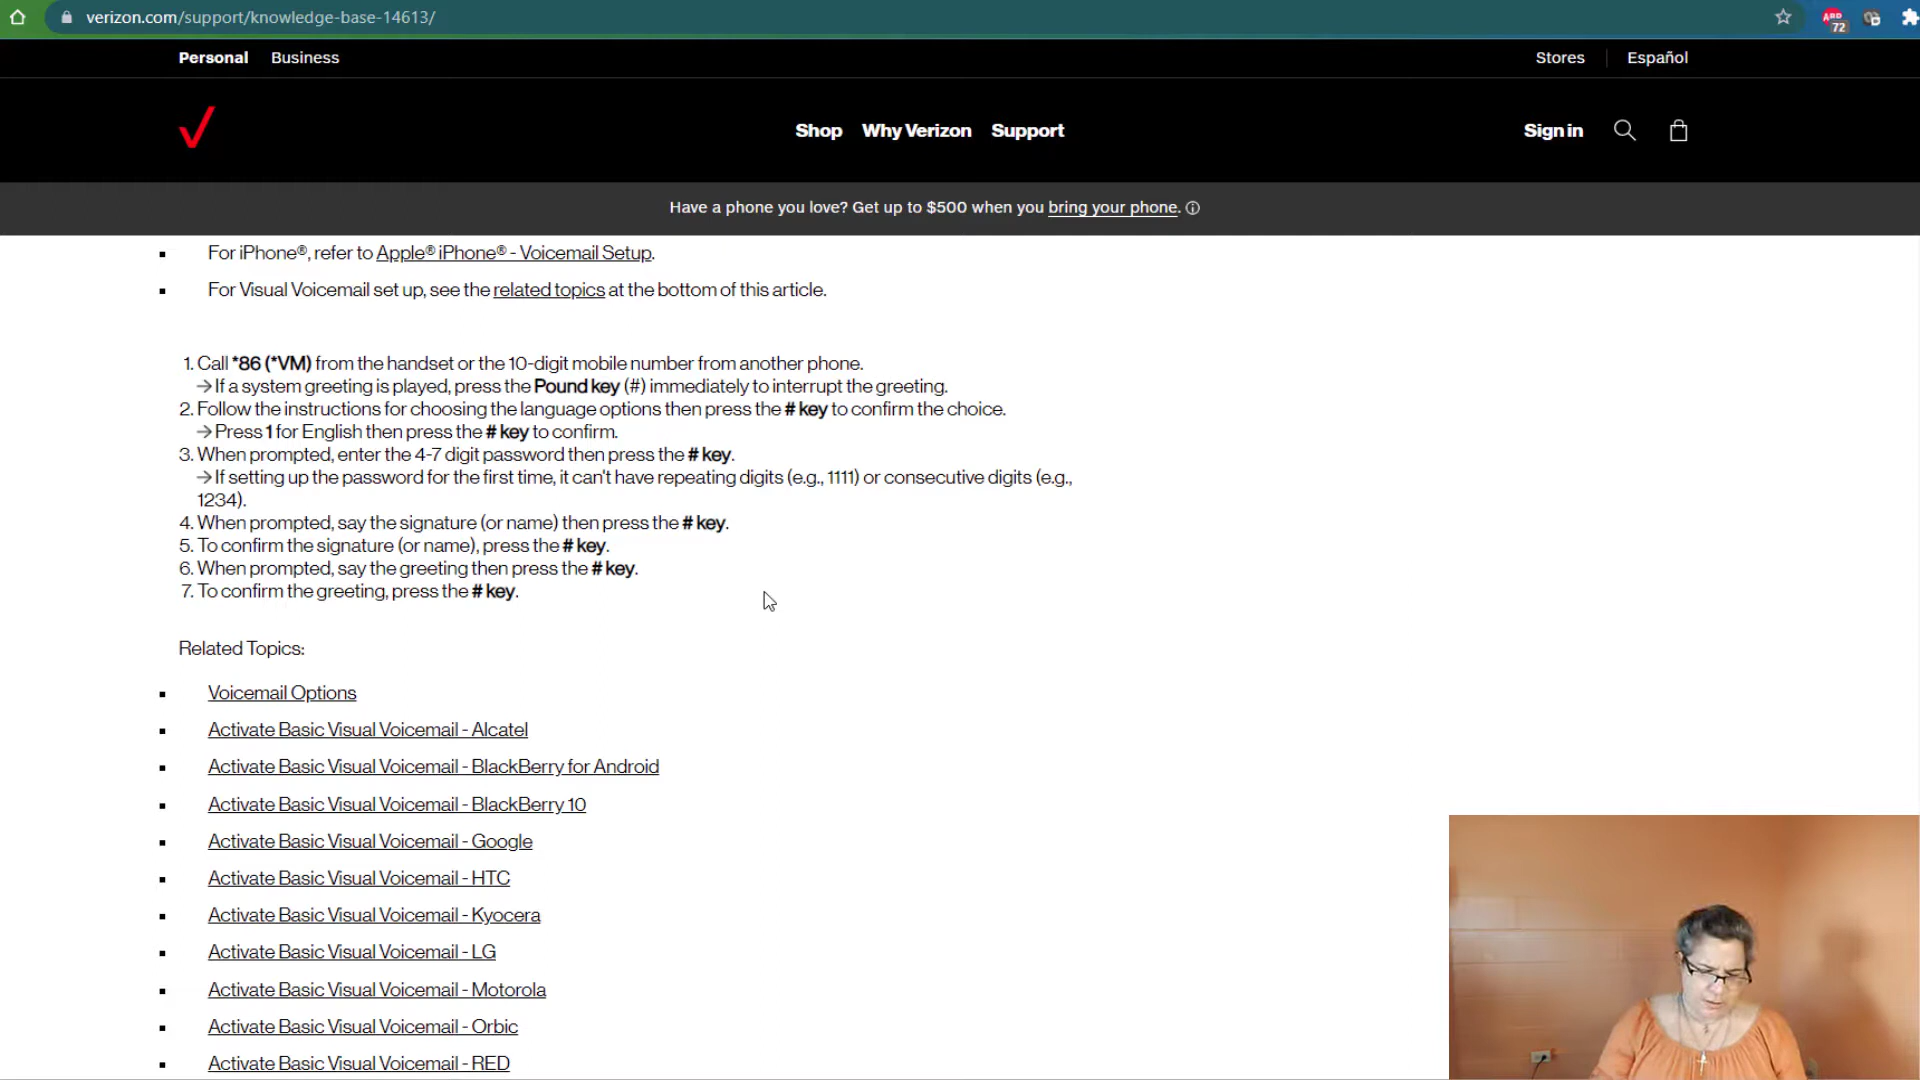 verizon.com/support/knowledge-base-14613/
72
Personal Business Stores Español
Shop Why Verizon Support Sign in
Have a phone you love? Get up to $500 when you bring your phone.
▪ For iPhone®, refer to Apple® iPhone® - Voicemail Setup.
▪ For Visual Voicemail set up, see the related topics at the bottom of this article.
1. Call *86 (*VM) from the handset or the 10-digit mobile number from another phone.
→ If a system greeting is played, press the Pound key (#) immediately to interrupt the greeting.
2. Follow the instructions for choosing the language options then press the # key to confirm the choice.
→ Press 1 for English then press the # key to confirm.
3. When prompted, enter the 4-7 digit password then press the # key.
→ If setting up the password for the first time, it can't have repeating digits (e.g., 1111) or consecutive digits (e.g.,
1234).
4. When prompted, say the signature (or name) then press the # key.
5. To confirm the signature (or name), press the # key.
6. When prompted, say the greeting then press the # key.
7. To confirm the greeting, press the # key.
Related Topics:
▪ Voicemail Options
▪ Activate Basic Visual Voicemail - Alcatel
▪ Activate Basic Visual Voicemail - BlackBerry for Android
▪ Activate Basic Visual Voicemail - BlackBerry 10
▪ Activate Basic Visual Voicemail - Google
▪ Activate Basic Visual Voicemail - HTC
▪ Activate Basic Visual Voicemail - Kyocera
▪ Activate Basic Visual Voicemail - LG
▪ Activate Basic Visual Voicemail - Motorola
▪ Activate Basic Visual Voicemail - Orbic
▪ Activate Basic Visual Voicemail - RED